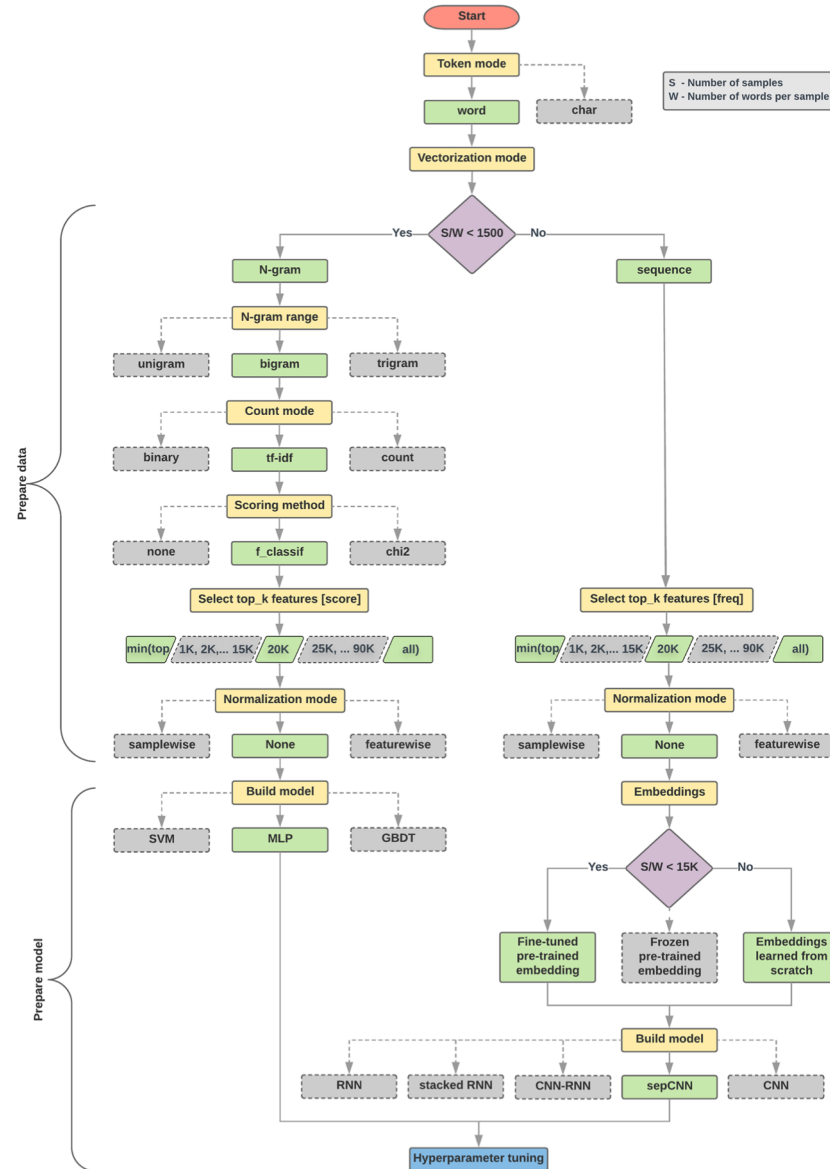 Start
Token mode
S - Number of samples
W - Number of words per sample
word
char
Vectorization mode
S/W < 1500
Yes
No
N-gram
sequence
N-gram range
unigram
bigram
trigram
Count mode
binary
tf-idf
count
Prepare data
Scoring method
none
f_classif
chi2
Select top_k features [score]
Select top_k features [freq]
min(top 1K, 2K,... 15K 20K 25K, ... 90K all)
min(top 1K, 2K,... 15K 20K 25K, ... 90K all)
Normalization mode
Normalization mode
samplewise
None
featurewise
samplewise
None
featurewise
Build model
Embeddings
SVM
MLP
GBDT
S/W < 15K
Yes
No
Prepare model
Fine-tuned
pre-trained
embedding
Frozen
pre-trained
embedding
Embeddings
learned from
scratch
Build model
RNN
stacked RNN
CNN-RNN
sepCNN
CNN
Hyperparameter tuning